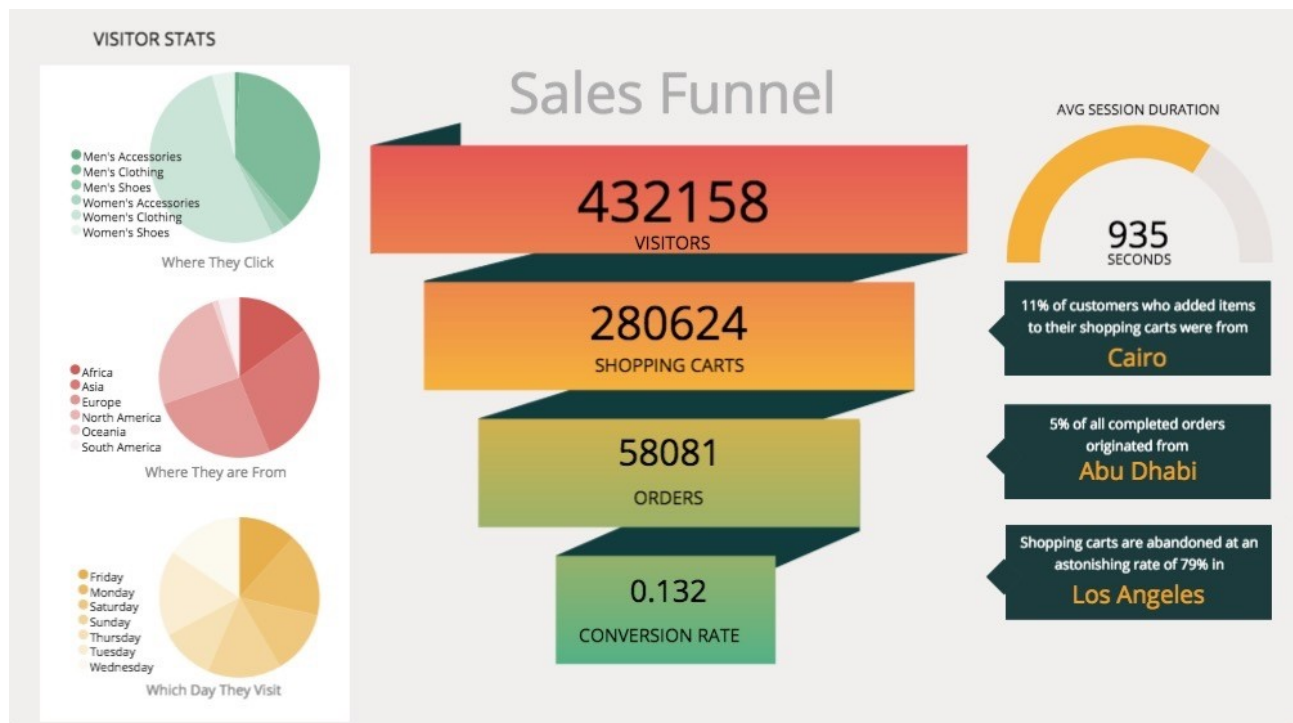 VISITOR STATS
Men's Accessories
Men's Clothing
Men's Shoes
Women's Accessories
Women's Clothing
Women's Shoes
Where They Click
Africa
Asia
Europe
North America
Oceania
South America
Where They are From
Friday
Monday
Saturday
Sunday
Thursday
Tuesday
Wednesday
Which Day They Visit
Sales Funnel
432158
VISITORS
280624
SHOPPING CARTS
58081
ORDERS
0.132
CONVERSION RATE
AVG SESSION DURATION
935
SECONDS
11% of customers who added items
to their shopping carts were from
Cairo
5% of all completed orders
originated from
Abu Dhabi
Shopping carts are abandoned at an
astonishing rate of 79% in
Los Angeles